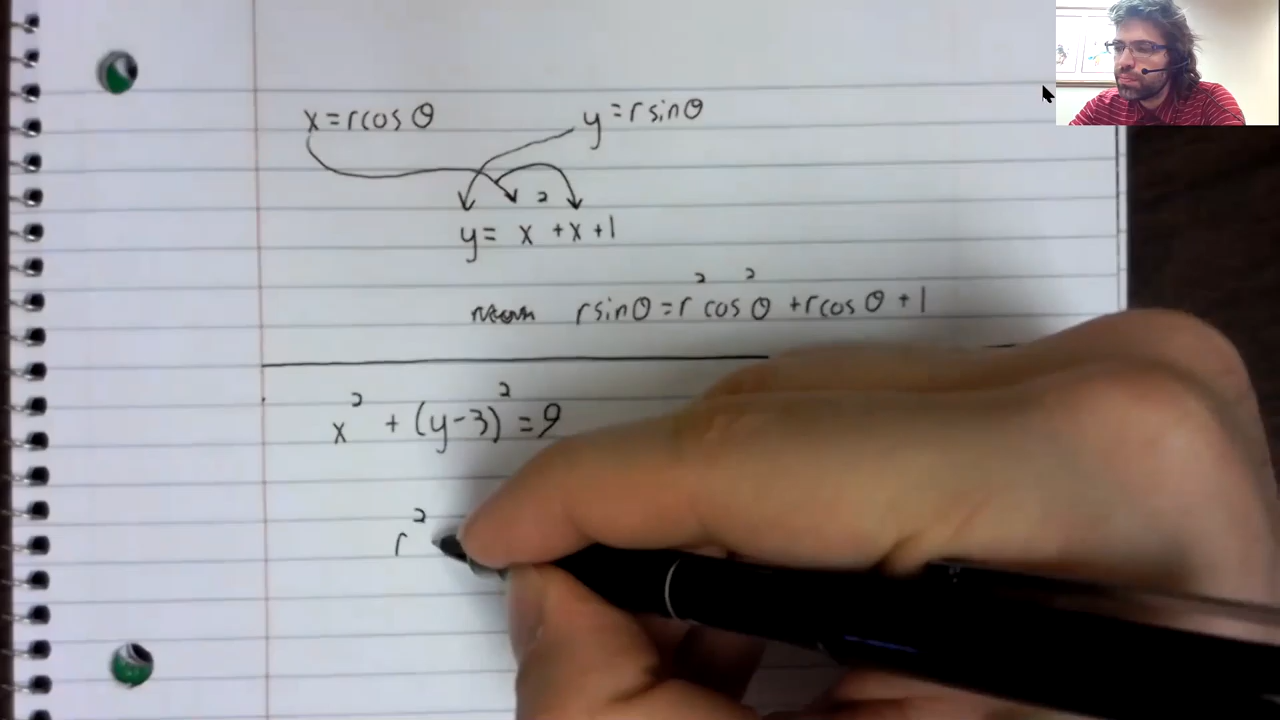 x = r cos θ y = r sin θ
y = x² + x + 1
r sin θ = r² cos² θ + r cos θ + 1
x² + (y - 3)² = 9
r²